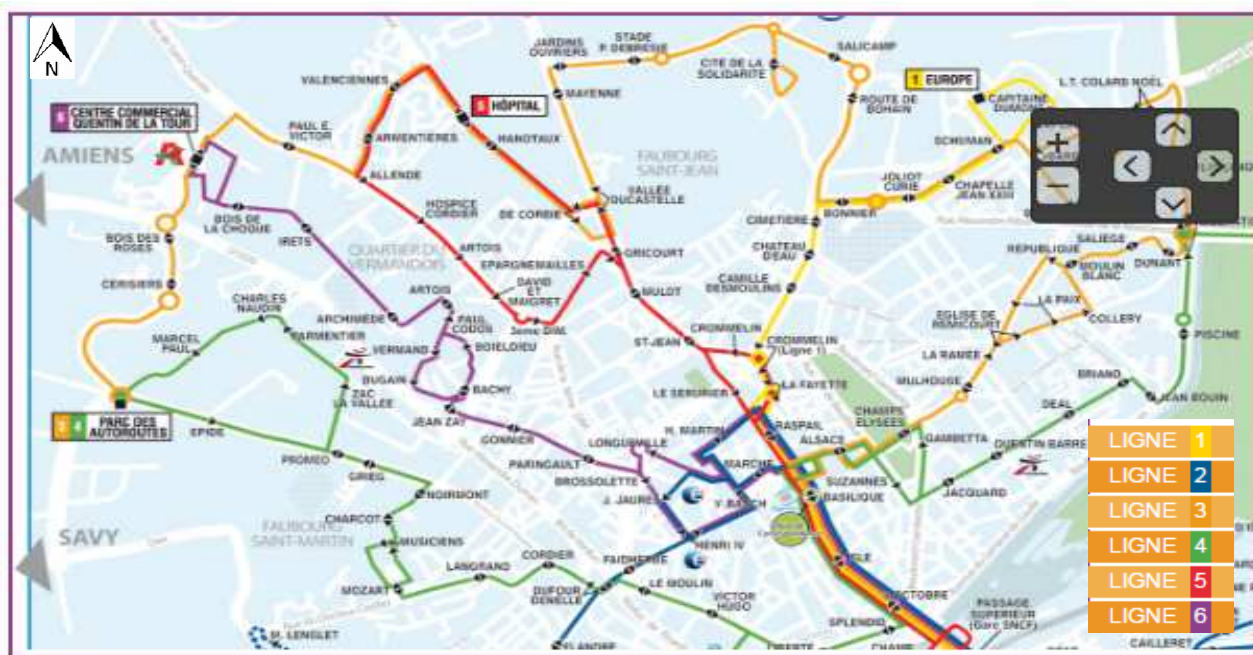 N
JARDINS
OUVRIERS
STADE
P. DEBRESIE
CITE DE LA
SOLIDARITE
SALICAMP
1 EUROPE
L.T. COLARD NOËL
VALENCIENNES
MAYENNE
ROUTE DE
BOHAIN
CAPITAINE
6 CENTRE COMMERCIAL
QUENTIN DE LA TOUR
5 HÔPITAL
PAUL E.
VICTOR
ARMENTIERES
HANOTAUX
SCHUMAN
AMIENS
FAUBOURG
SAINT-JEAN
ALLENDE
VALLÉE
DUCASTELLE
JOLIOT
CURIE
CHAPELLE
JEAN XXIII
BOIS DE
LA CHOQUE
HOSPICE
CORDIER
DE CORBIE
CIMETIERE
BONNIER
BOIS DES
ROSES
IRETS
QUARTIER DU
VERMANDOIS
ARTOIS
GRICOURT
CHATEAU
D'EAU
REPUBLIQUE
SALIEGE
MOULIN
BLANC
DUNANT
CERISIERS
EPARGNEMAILLES
CAMILLE
DESMOULINS
CHARLES
NAUDIN
ARTOIS
DAVID
ET
MAIGRET
MULOT
LA PAIX
COLLERY
ARCHIMÈDE
PAUL
CODOS
3eme DIM.
CROMMELIN
EGLISE DE
REMICOURT
PISCINE
MARCEL
PAUL
PARMENTIER
VERMAND
BOIELDIEU
ST-JEAN
CROMMELIN
(Ligne 1)
LA RAMEE
BUGAIN
BACHY
LE SERURIER
LA FAYETTE
MULHOUSE
BRIAND
ZAC
LA VALLÉE
JEAN BOUIN
3 4 PARC DES
AUTOROUTES
EPIDE
JEAN ZAY
CHAMPS
ELYSEES
DEAL
GONNIER
LONGUEVILLE
H. MARTIN
RASPAIL
ALSACE
GAMBETTA
QUENTIN BARRE
LIGNE 1
PROMEO
PARINGAULT
MARCHE
LIGNE 2
GRIEG
BROSSOLETTE
SUZANNES
JACQUARD
NOIRMONT
J. JAURES
V. BASCH
BASILIQUE
LIGNE 3
CHARCOT
FAUBOURG
SAINT-MARTIN
LIGNE 4
SAVY
MUSICIENS
HENRI IV
CORDIER
FAIDHERBE
ISLE
LIGNE 5
MOZART
LANGRAND
DUFOUR
DENELLE
LE MOULIN
VICTOR
HUGO
OCTOBRE
PASSAGE
SUPERIEUR
(Gare SNCF)
LIGNE 6
M. LENGLET
SPLENDID
CAILLERET